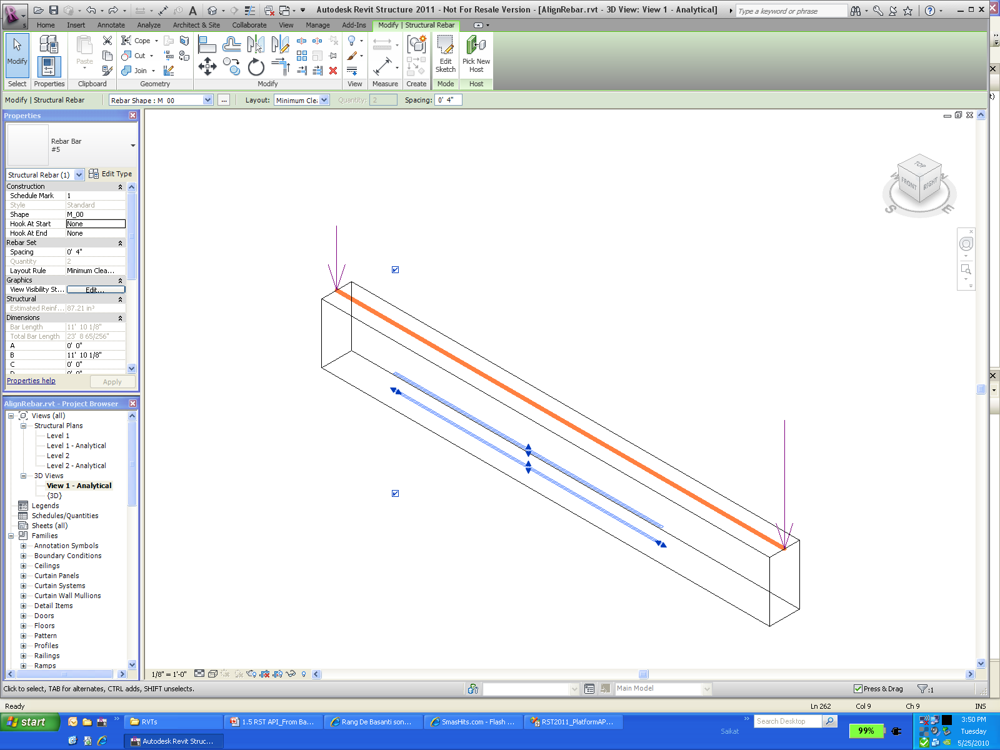 Autodesk Revit Structure 2011 - Not For Resale Version - [AlignRebar.rvt - 3D View: View 1 - Analytical]
Type a keyword or phrase
Home Insert Annotate Analyze Architect & Site Collaborate View Manage Add-Ins Modify | Structural Rebar
Modify
Paste
Cope
Cut
Join
Edit Sketch
Pick New Host
Select Properties Clipboard Geometry Modify View Measure Create Mode Host
Modify | Structural Rebar
Rebar Shape : M_00
...
Layout: Minimum Cle
Quantity: 2
Spacing: 0' 4"
Properties
Rebar Bar
#5
Structural Rebar (1)
Edit Type
Construction
Schedule Mark 1
Style Standard
Shape M_00
Hook At Start None
Hook At End None
Rebar Set
Spacing 0' 4"
Quantity 2
Layout Rule Minimum Clea...
Graphics
View Visibility St... Edit...
Structural
Estimated Reinf... 87.21 in³
Dimensions
Bar Length 11' 10 1/8"
Total Bar Length 23' 8 65/256"
A 0' 0"
B 11' 10 1/8"
C 0' 0"
D 0' 0"
Properties help
Apply
AlignRebar.rvt - Project Browser
Views (all)
Structural Plans
Level 1
Level 1 - Analytical
Level 2
Level 2 - Analytical
3D Views
View 1 - Analytical
{3D}
Legends
Schedules/Quantities
Sheets (all)
Families
Annotation Symbols
Boundary Conditions
Ceilings
Curtain Panels
Curtain Systems
Curtain Wall Mullions
Detail Items
Doors
Floors
Pattern
Profiles
Railings
Ramps
TOP
FRONT
RIGHT
S
E
1/8" = 1'-0"
Click to select, TAB for alternates, CTRL adds, SHIFT unselects.
Main Model
Press & Drag
:1
Ready
Ln 262 Col 9 Ch 9 INS
start
RVTs
1.5 RST API_From Ba...
Rang De Basanti son...
SmasHits.com - Flash ...
RST2011_PlatformAP...
Autodesk Revit Struc...
Saikat
Search Desktop
99%
3:50 PM
Tuesday
5/25/2010